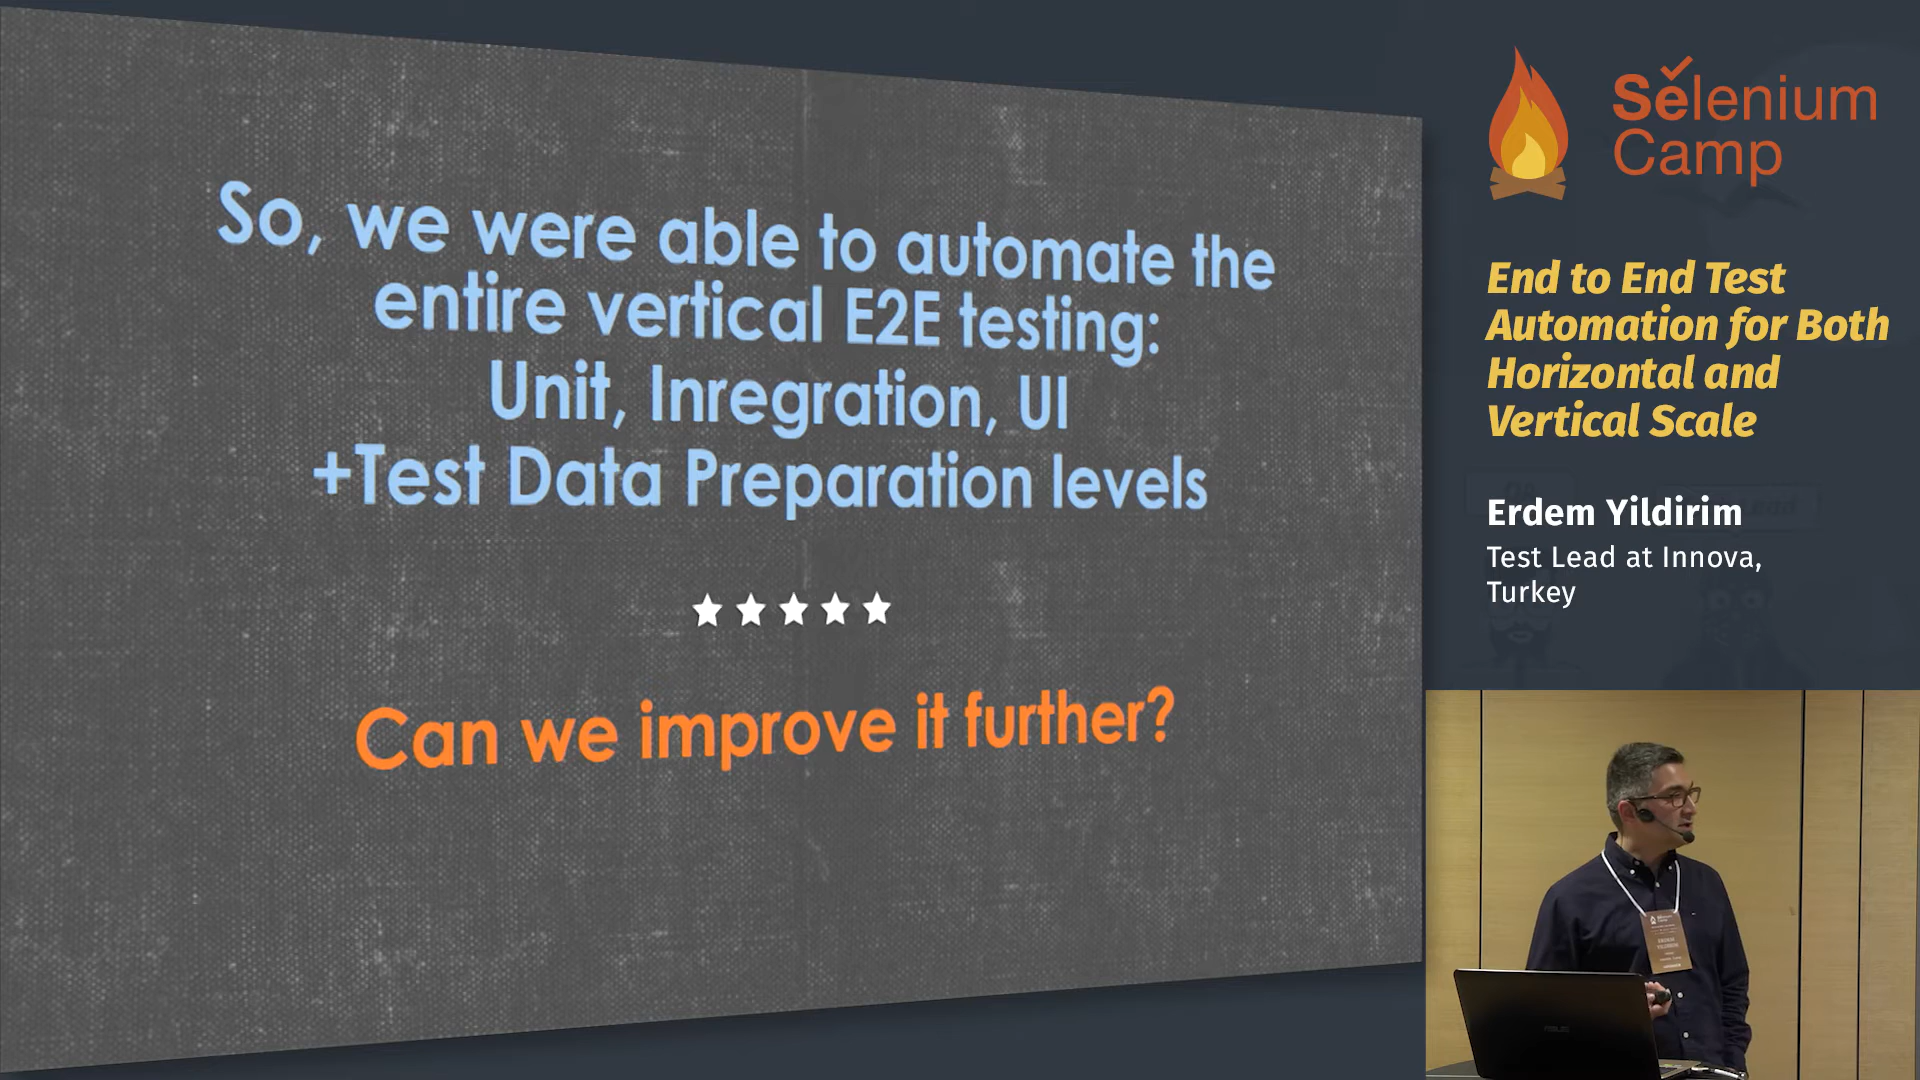 So, we were able to automate the
entire vertical E2E testing:
Unit, Inregration, UI
+Test Data Preparation levels
Can we improve it further?
Selenium
Camp
End to End Test
Automation for Both
Horizontal and
Vertical Scale
Erdem Yildirim
Test Lead at Innova,
Turkey
ASUS